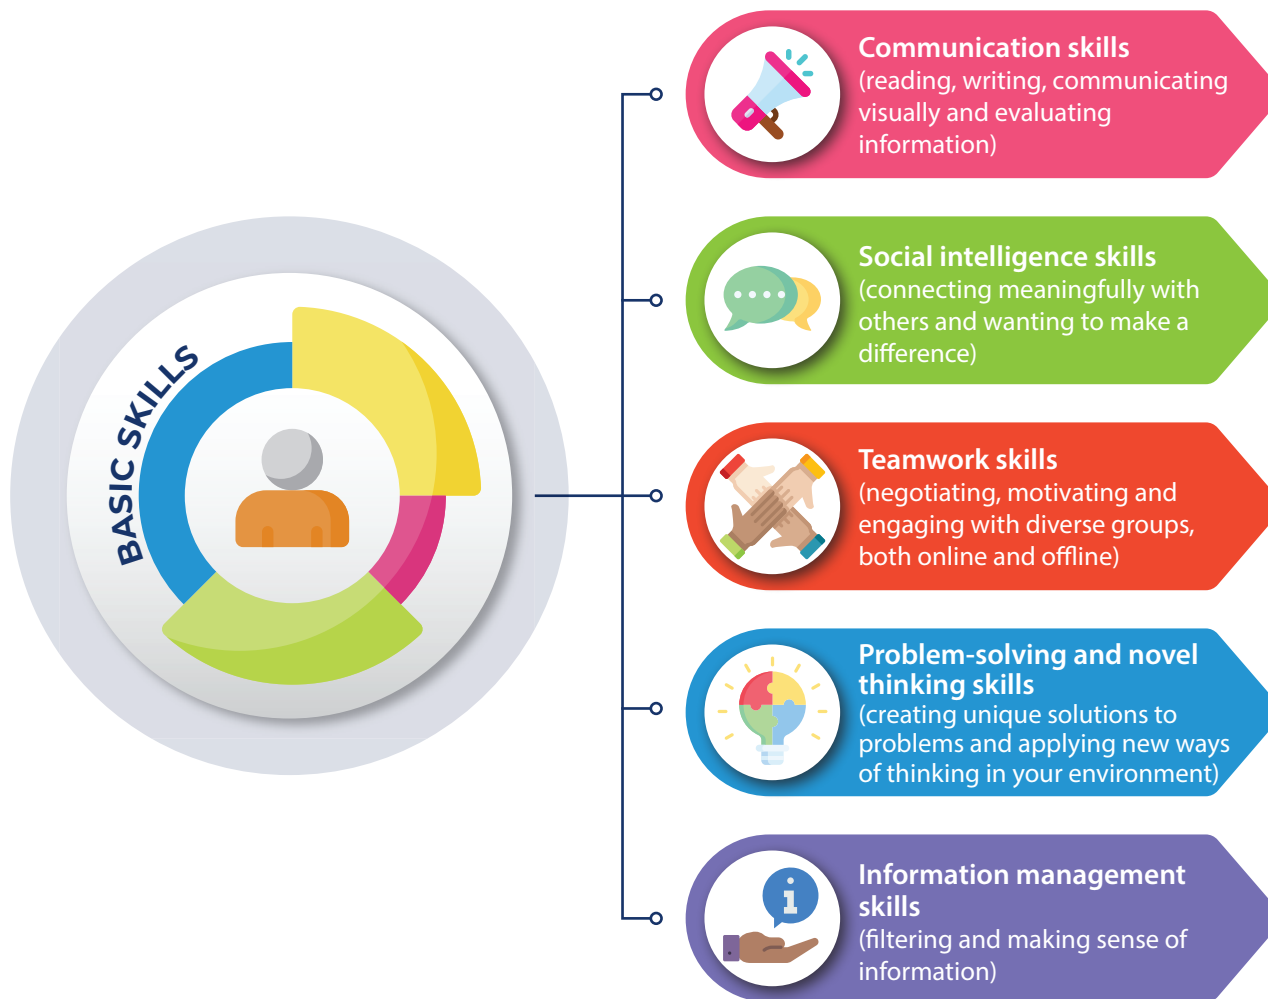 BASIC SKILLS
Communication skills
(reading, writing, communicating
visually and evaluating
information)
Social intelligence skills
(connecting meaningfully with
others and wanting to make a
difference)
Teamwork skills
(negotiating, motivating and
engaging with diverse groups,
both online and offline)
Problem-solving and novel
thinking skills
(creating unique solutions to
problems and applying new ways
of thinking in your environment)
Information management
skills
(filtering and making sense of
information)